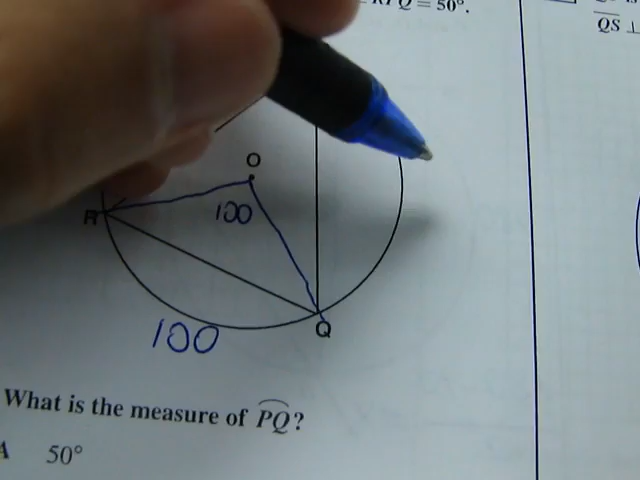 = 50°.
QS ⊥
O
100
R
Q
100
What is the measure of PQ?
A 50°